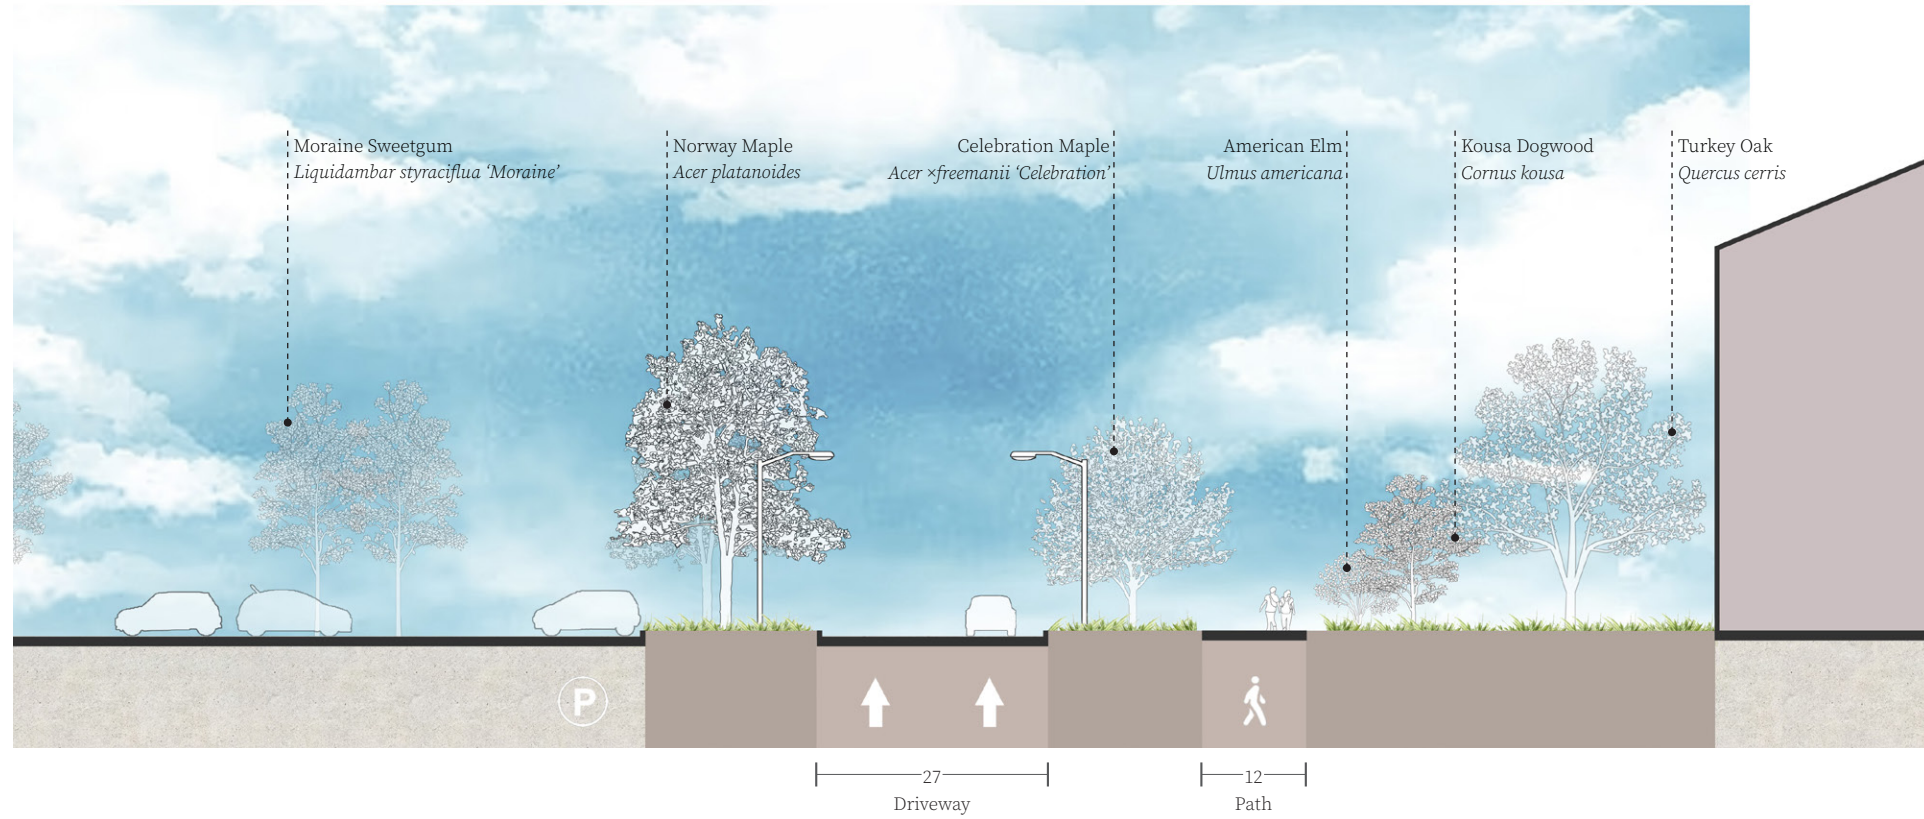 Moraine Sweetgum
Liquidambar styraciflua ‘Moraine’
Norway Maple
Acer platanoides
Celebration Maple
Acer ×freemanii ‘Celebration’
American Elm
Ulmus americana
Kousa Dogwood
Cornus kousa
Turkey Oak
Quercus cerris
P
27
Driveway
12
Path